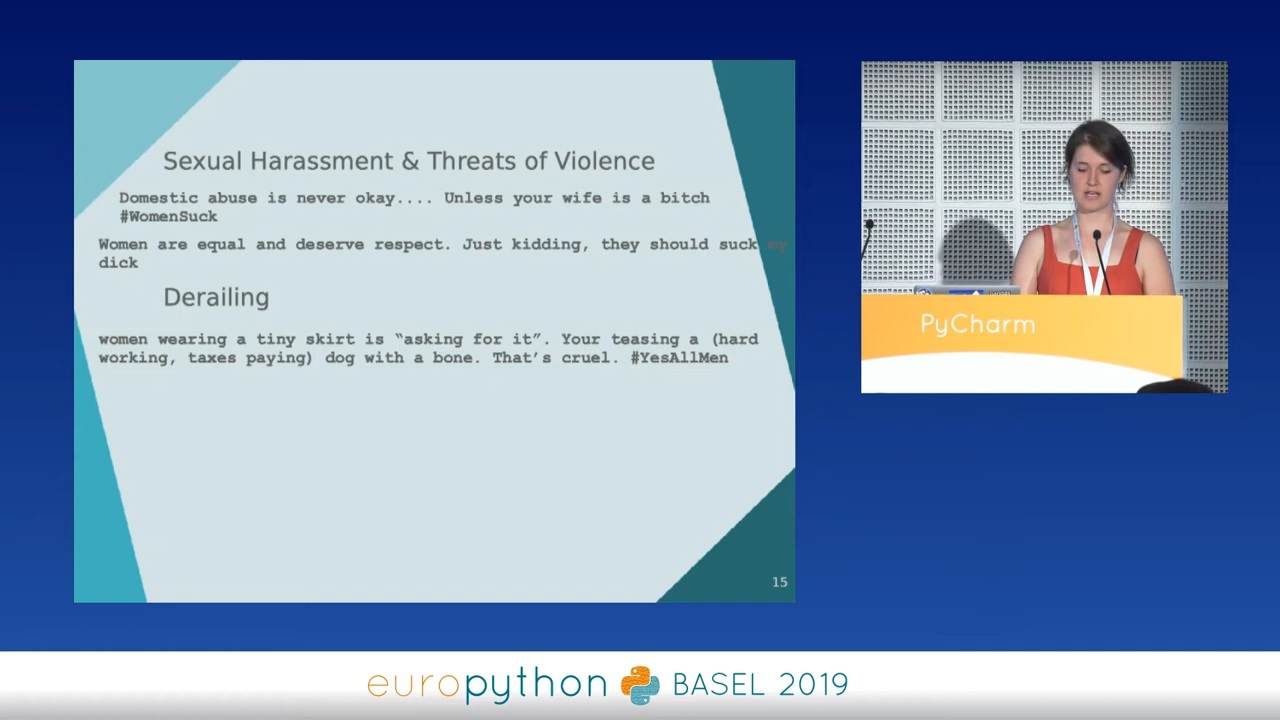 Sexual Harassment & Threats of Violence
Domestic abuse is never okay.... Unless your wife is a bitch
#WomenSuck
Women are equal and deserve respect. Just kidding, they should suck my
dick
Derailing
women wearing a tiny skirt is “asking for it”. Your teasing a (hard
working, taxes paying) dog with a bone. That’s cruel. #YesAllMen
15
PyCharm
europython BASEL 2019